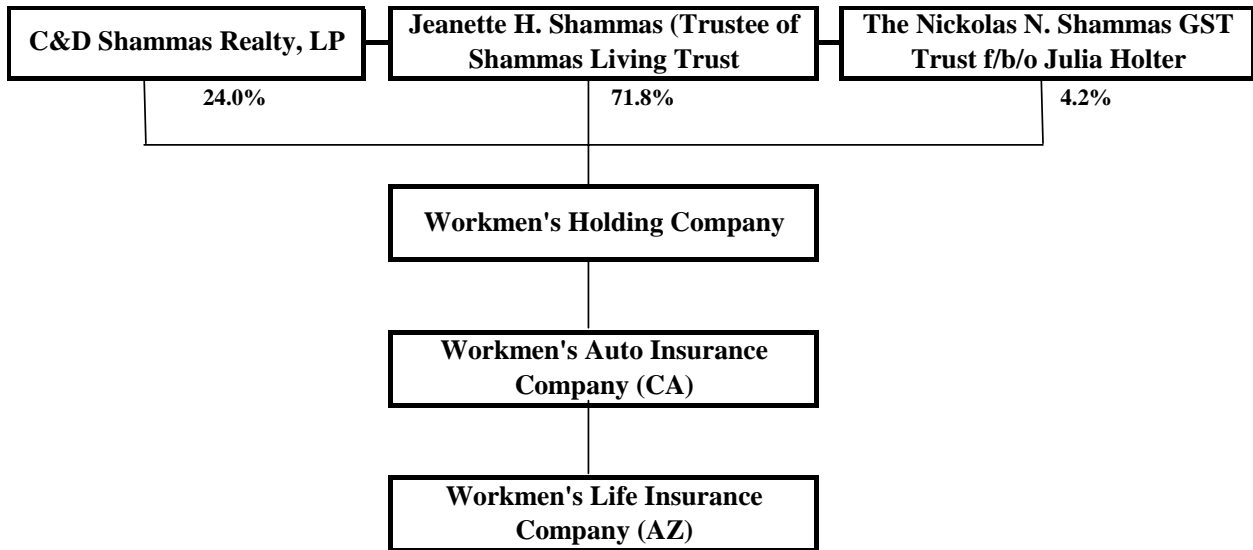 C&D Shammas Realty, LP
Jeanette H. Shammas (Trustee of
Shammas Living Trust
The Nickolas N. Shammas GST
Trust f/b/o Julia Holter
24.0%
71.8%
4.2%
Workmen's Holding Company
Workmen's Auto Insurance
Company (CA)
Workmen's Life Insurance
Company (AZ)